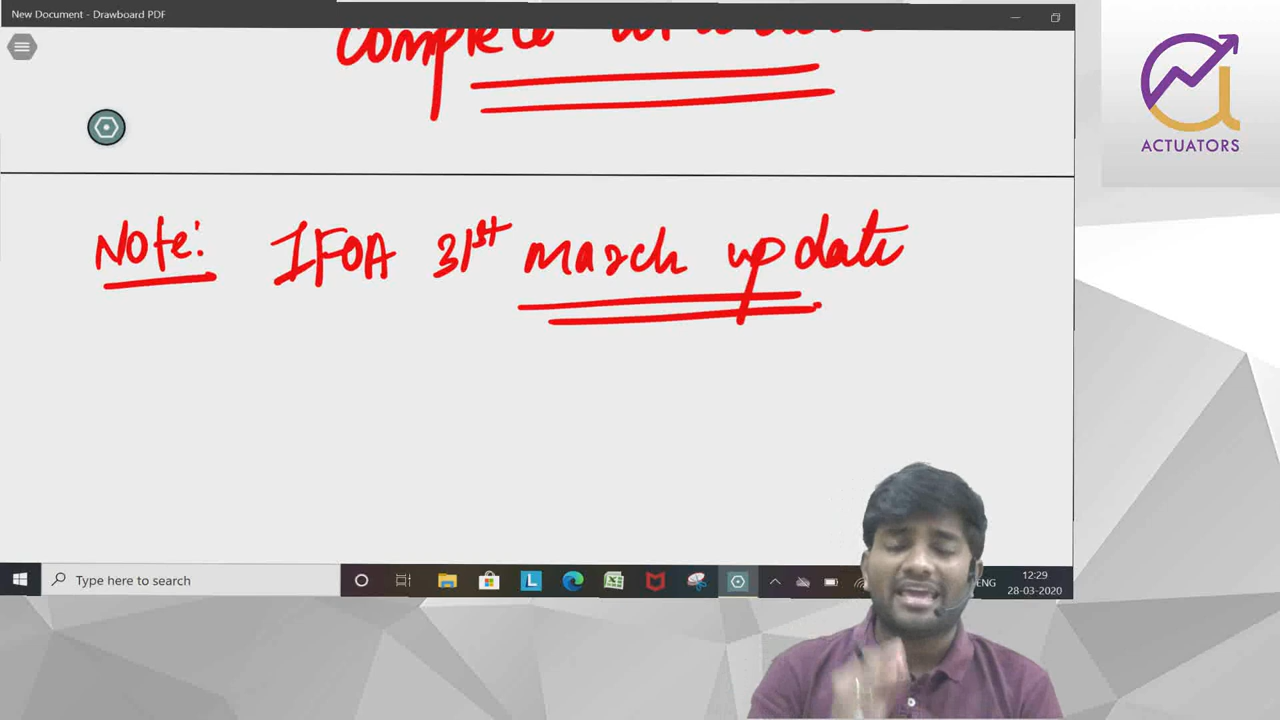 New Document - Drawboard PDF
Complete
ACTUATORS
Note: IFOA 31st march update
Type here to search
ENG
12:29
28-03-2020